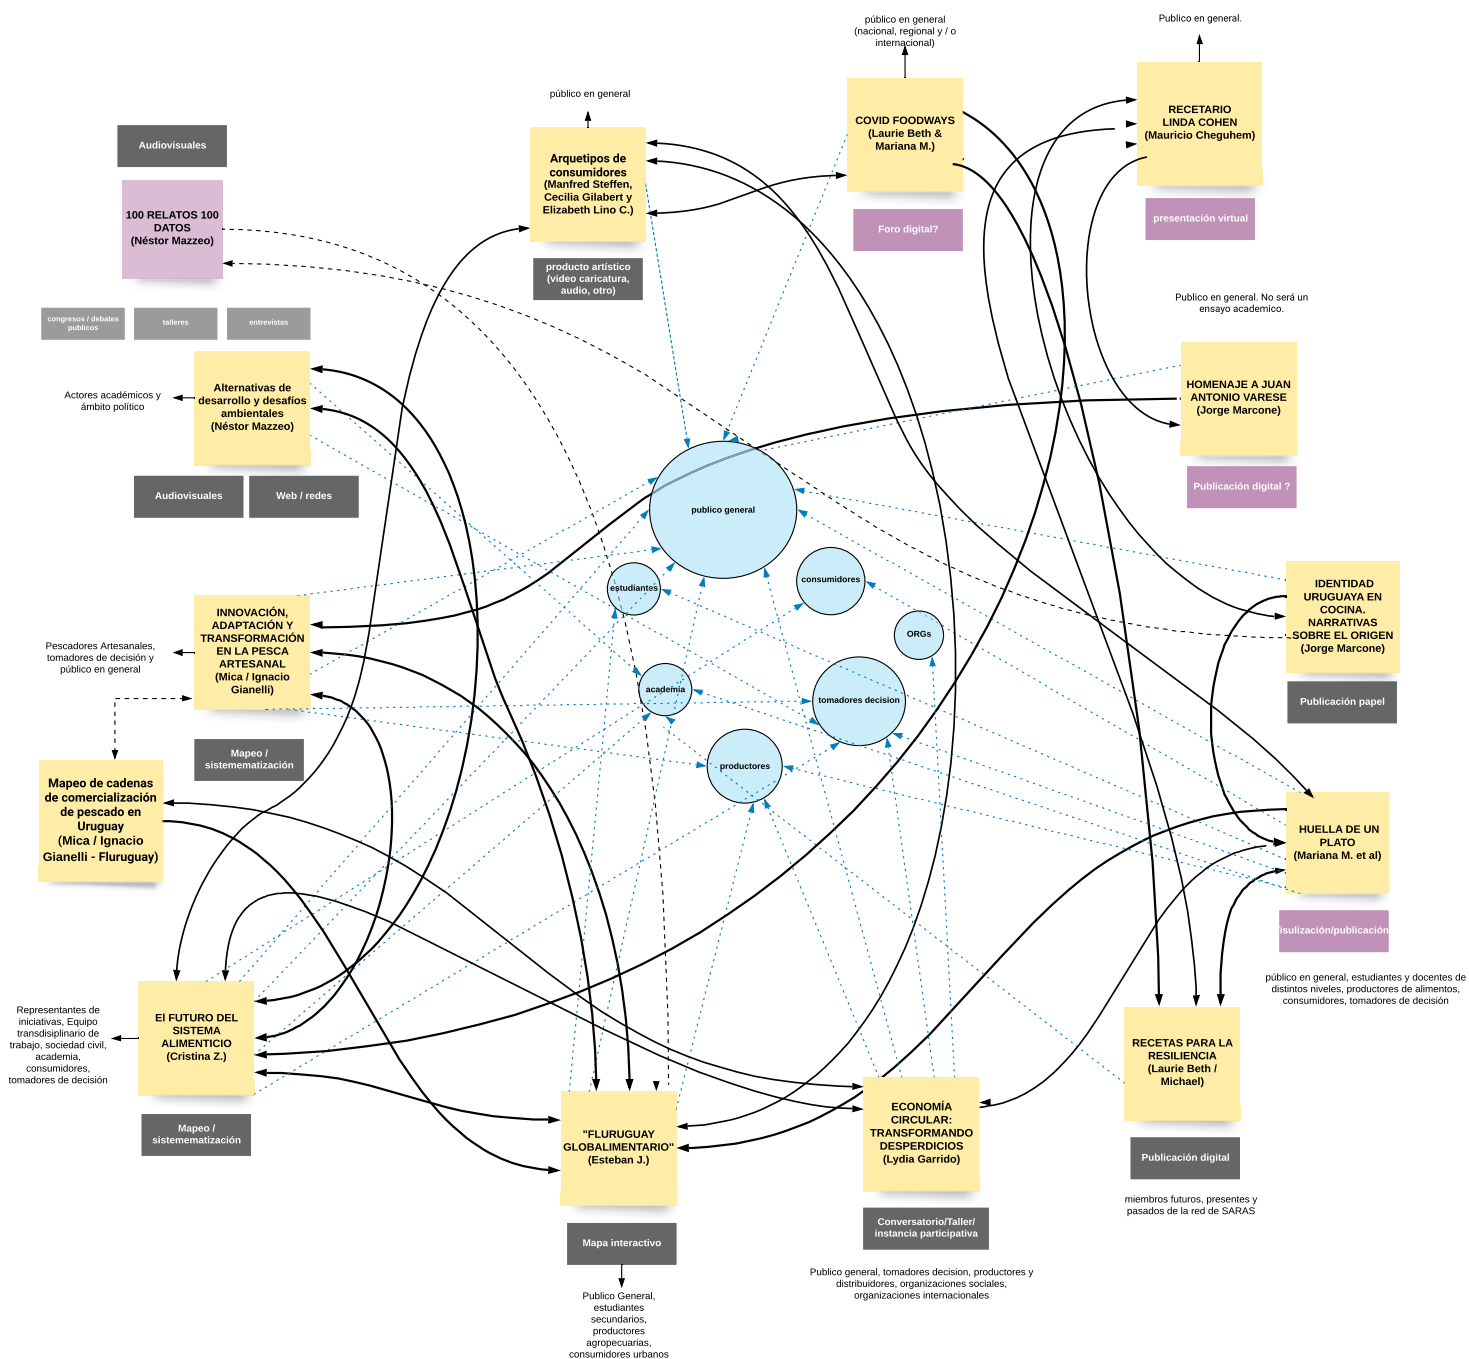 público en general
(nacional, regional y / o
internacional)
Publico en general.
COVID FOODWAYS
(Laurie Beth &
Mariana M.)
Foro digital?
RECETARIO
LINDA COHEN
(Mauricio Cheguhem)
presentación virtual
público en general
Arquetipos de
consumidores
(Manfred Steffen,
Cecilia Gilabert y
Elizabeth Lino C.)
producto artístico
(video caricatura,
audio, otro)
Audiovisuales
100 RELATOS 100
DATOS
(Néstor Mazzeo)
congresos / debates
publicos
talleres
entrevistas
Actores académicos y
ámbito político
Alternativas de
desarrollo y desafíos
ambientales
(Néstor Mazzeo)
Audiovisuales
Web / redes
Publico en general. No será un
ensayo academico.
HOMENAJE A JUAN
ANTONIO VARESE
(Jorge Marcone)
Publicación digital ?
publico general
estudiantes
consumidores
ORGs
academia
tomadores decision
productores
Pescadores Artesanales,
tomadores de decisión y
público en general
INNOVACIÓN,
ADAPTACIÓN Y
TRANSFORMACIÓN
EN LA PESCA
ARTESANAL
(Mica / Ignacio
Gianelli)
Mapeo /
sistemematización
IDENTIDAD
URUGUAYA EN
COCINA.
NARRATIVAS
SOBRE EL ORIGEN
(Jorge Marcone)
Publicación papel
Mapeo de cadenas
de comercialización
de pescado en
Uruguay
(Mica / Ignacio
Gianelli - Fluruguay)
HUELLA DE UN
PLATO
(Mariana M. et al)
isulización/publicación
público en general, estudiantes y docentes de
distintos niveles, productores de alimentos,
consumidores, tomadores de decisión
Representantes de
iniciativas, Equipo
transdisiplinario de
trabajo, sociedad civil,
academia,
consumidores,
tomadores de decisión
El FUTURO DEL
SISTEMA
ALIMENTICIO
(Cristina Z.)
Mapeo /
sistemematización
"FLURUGUAY
GLOBALIMENTARIO"
(Esteban J.)
Mapa interactivo
Publico General,
estudiantes
secundarios,
productores
agropecuarias,
consumidores urbanos
ECONOMÍA
CIRCULAR:
TRANSFORMANDO
DESPERDICIOS
(Lydia Garrido)
Conversatorio/Taller/
instancia participativa
Publico general, tomadores decision, productores y
distribuidores, organizaciones sociales,
organizaciones internacionales
RECETAS PARA LA
RESILIENCIA
(Laurie Beth /
Michael)
Publicación digital
miembros futuros, presentes y
pasados de la red de SARAS